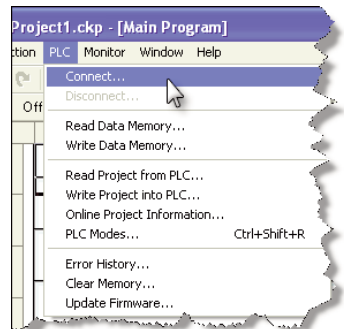 Project1.ckp - [Main Program]
ction PLC Monitor Window Help
Connect...
Disconnect...
Off
Read Data Memory...
Write Data Memory...
Read Project from PLC...
Write Project into PLC...
Online Project Information...
PLC Modes... Ctrl+Shift+R
Error History...
Clear Memory...
Update Firmware...